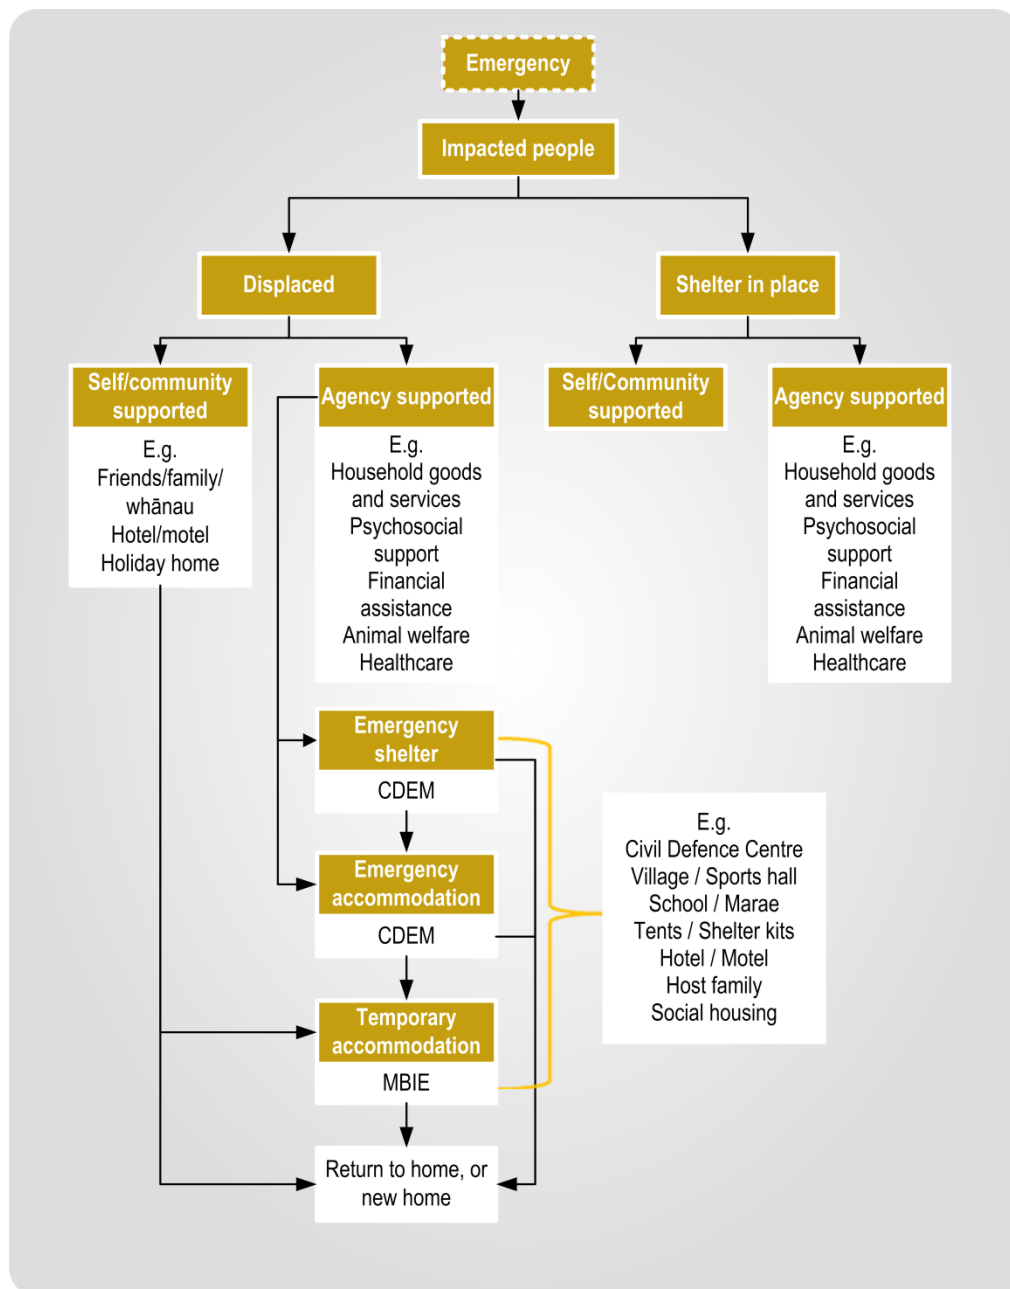 Emergency
Impacted people
Displaced
Shelter in place
Self/community
supported
E.g.
Friends/family/
whānau
Hotel/motel
Holiday home
Agency supported
E.g.
Household goods
and services
Psychosocial
support
Financial
assistance
Animal welfare
Healthcare
Self/Community
supported
Agency supported
E.g.
Household goods
and services
Psychosocial
support
Financial
assistance
Animal welfare
Healthcare
Emergency
shelter
CDEM
Emergency
accommodation
CDEM
Temporary
accommodation
MBIE
Return to home, or
new home
E.g.
Civil Defence Centre
Village / Sports hall
School / Marae
Tents / Shelter kits
Hotel / Motel
Host family
Social housing